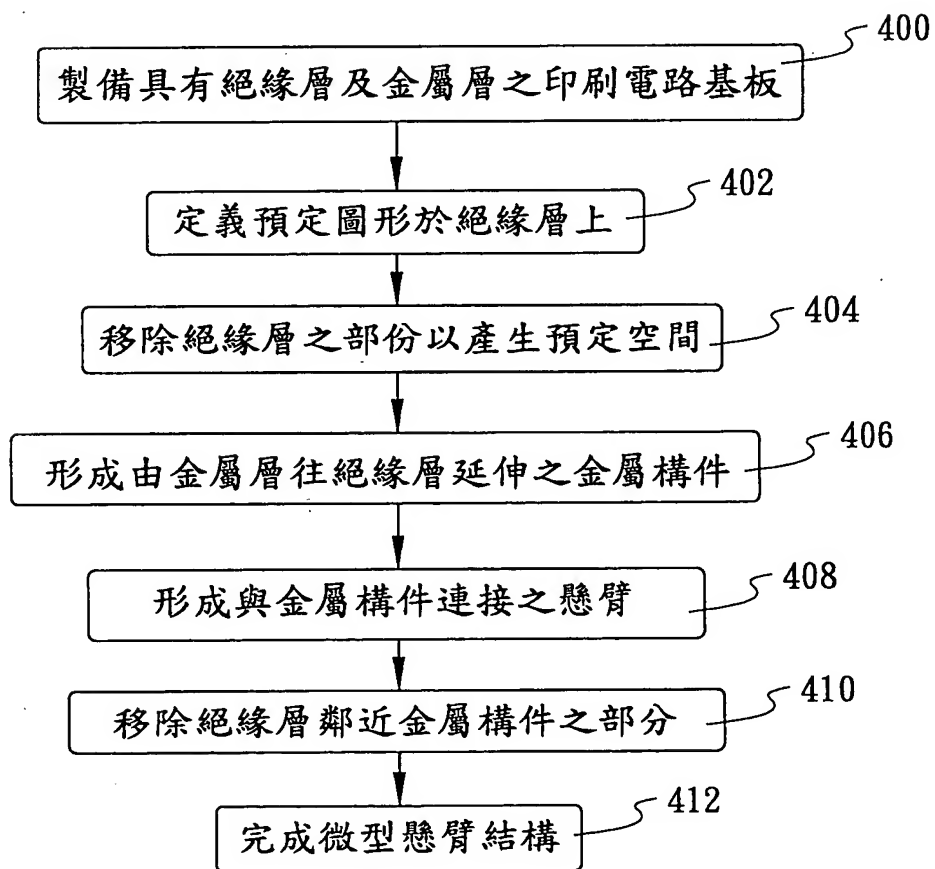 400
製備具有絕緣層及金屬層之印刷電路基板
402
定義預定圖形於絕緣層上
404
移除絕緣層之部份以產生預定空間
406
形成由金屬層往絕緣層延伸之金屬構件
408
形成與金屬構件連接之懸臂
410
移除絕緣層鄰近金屬構件之部分
412
完成微型懸臂結構